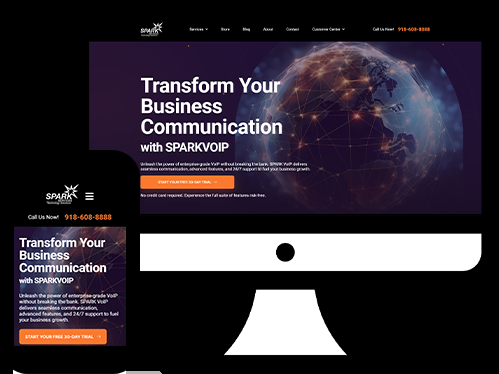 SPARK
Services
Store
Blog
About
Contact
Customer Center
Call Us Now! 918-608-8888
Transform Your
Business
Communication
with SPARKVOIP
Unleash the power of enterprise-grade VoIP without breaking the bank. SPARK VoIP delivers
seamless communication, advanced features, and 24/7 support to fuel your business growth.
START YOUR FREE 30-DAY TRIAL
No credit card required. Experience the full suite of features risk-free.
SPARK
Call Us Now! 918-608-8888
Transform Your
Business
Communication
with SPARKVOIP
Unleash the power of enterprise-grade VoIP
without breaking the bank. SPARK VoIP
delivers seamless communication,
advanced features, and 24/7 support to fuel
your business growth.
START YOUR FREE 30-DAY TRIAL